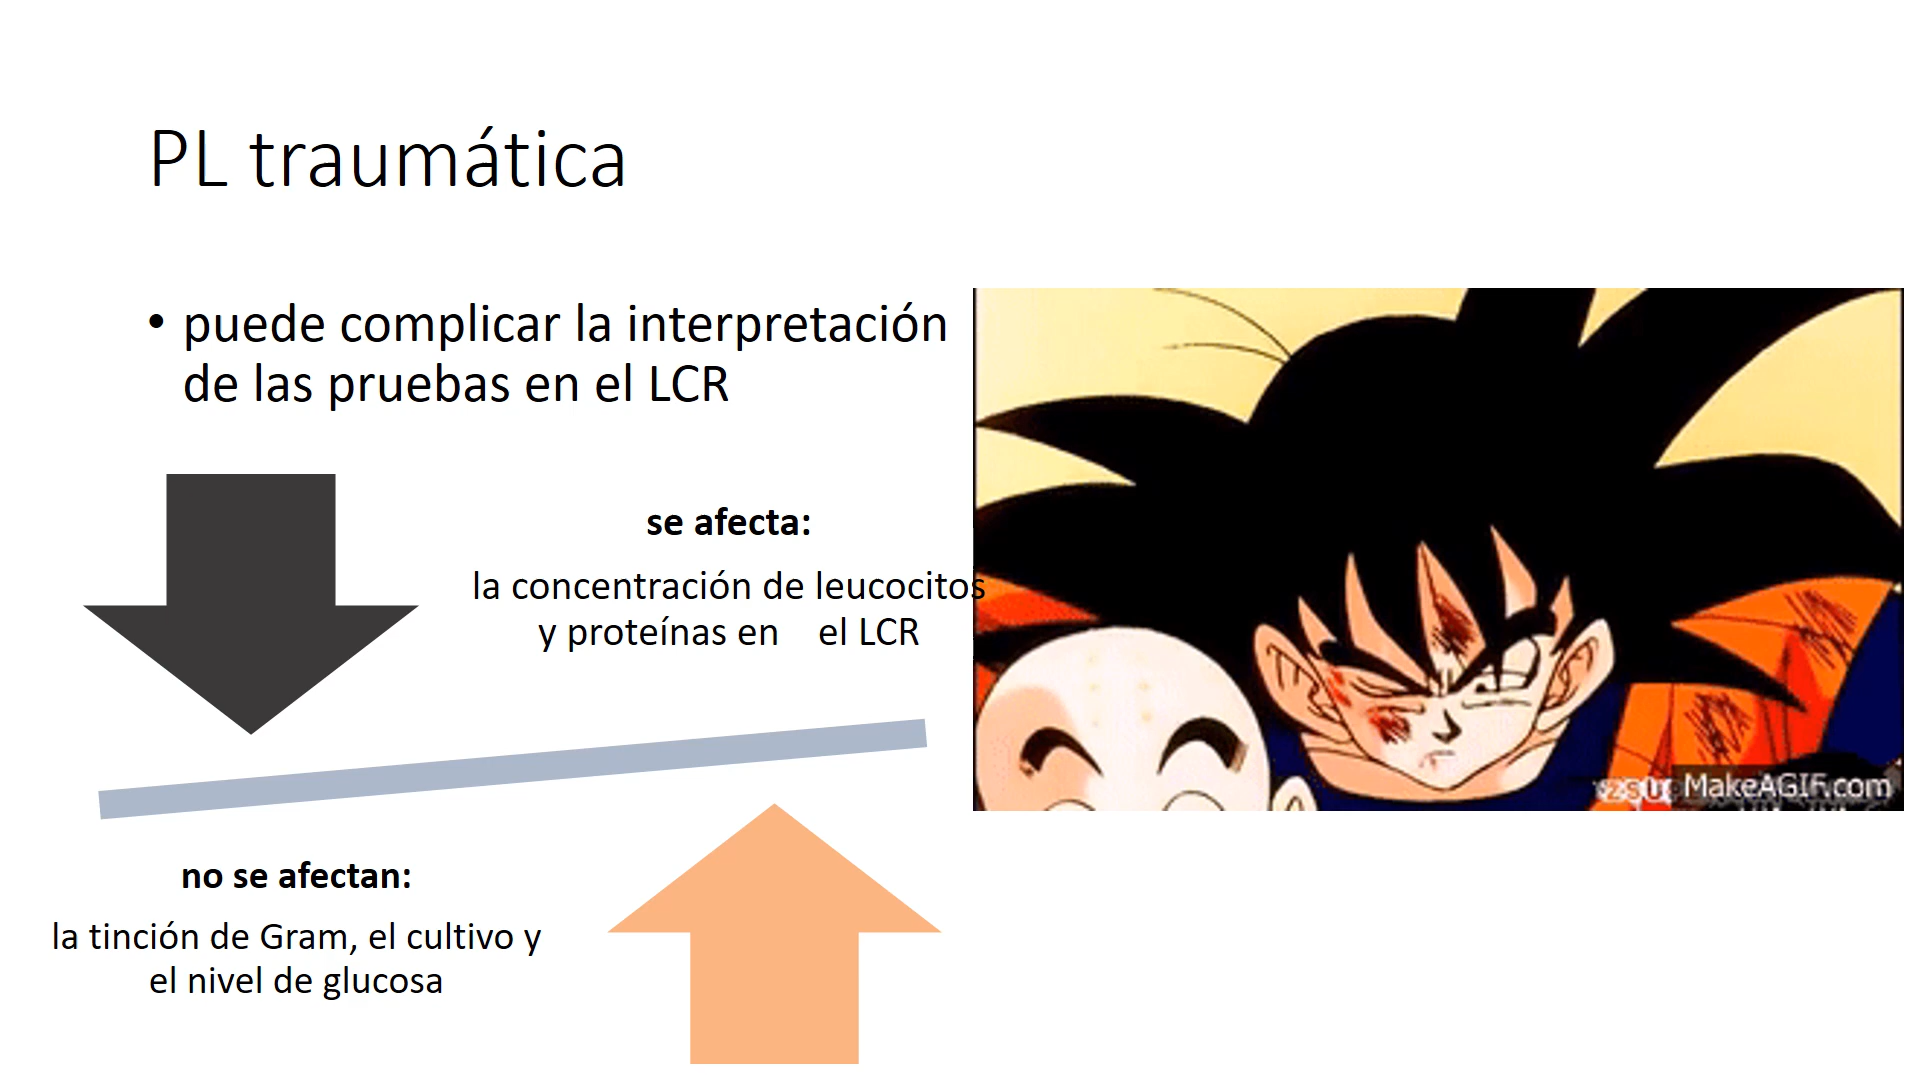 PL traumática
• puede complicar la interpretación
de las pruebas en el LCR
se afecta:
la concentración de leucocitos
y proteínas en el LCR
no se afectan:
la tinción de Gram, el cultivo y
el nivel de glucosa
MakeAGIF.com